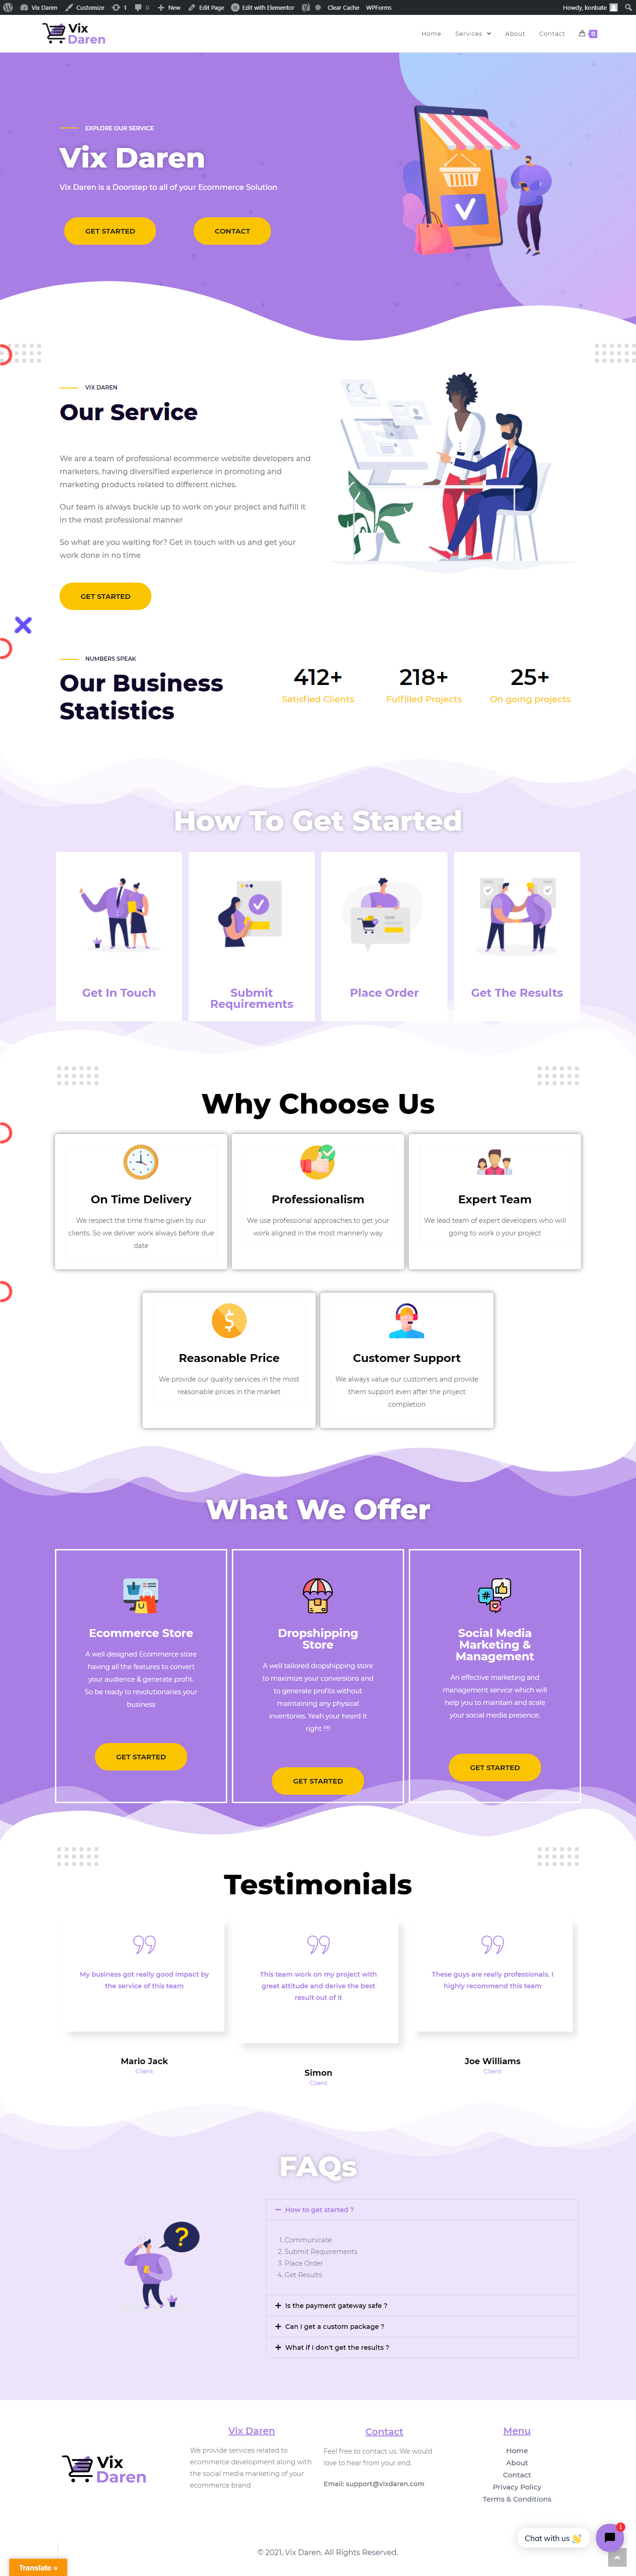 Vix Daren
Customize
1
0
New
Edit Page
Edit with Elementor
Clear Cache
WPForms
Howdy, konbate
Vix
Daren
Home
Services
About
Contact
0
EXPLORE OUR SERVICE
Vix Daren
Vix Daren is a Doorstep to all of your Ecommerce Solution
GET STARTED
CONTACT
VIX DAREN
Our Service
We are a team of professional ecommerce website developers and
marketers, having diversified experience in promoting and
marketing products related to different niches.
Our team is always buckle up to work on your project and fulfill it
in the most professional manner
So what are you waiting for? Get in touch with us and get your
work done in no time
GET STARTED
NUMBERS SPEAK
Our Business
Statistics
412+
Satisfied Clients
218+
Fulfilled Projects
25+
On going projects
How To Get Started
Get In Touch
Submit
Requirements
Place Order
Get The Results
Why Choose Us
On Time Delivery
We respect the time frame given by our
clients. So we deliver work always before due
date
Professionalism
We use professional approaches to get your
work aligned in the most mannerly way
Expert Team
We lead team of expert developers who will
going to work o your project
Reasonable Price
We provide our quality services in the most
reasonable prices in the market
Customer Support
We always value our customers and provide
them support even after the project
completion
What We Offer
Ecommerce Store
A well designed Ecommerce store
having all the features to convert
your audience & generate profit.
So be ready to revolutionaries your
business
GET STARTED
Dropshipping
Store
A well tailored dropshipping store
to maximize your conversions and
to generate profits without
maintaining any physical
inventories. Yeah your heard it
right !!!!
GET STARTED
Social Media
Marketing &
Management
An effective marketing and
management service which will
help you to maintain and scale
your social media presence.
GET STARTED
Testimonials
My business got really good impact by
the service of this team
Mario Jack
Client
This team work on my project with
great attitude and derive the best
result out of it
Simon
Client
These guys are really professionals. I
highly recommend this team
Joe Williams
Client
FAQs
How to get started ?
1. Communicate
2. Submit Requirements
3. Place Order
4. Get Results
Is the payment gateway safe ?
Can I get a custom package ?
What if I don't get the results ?
Vix
Daren
Vix Daren
We provide services related to
ecommerce development along with
the social media marketing of your
ecommerce brand
Contact
Feel free to contact us. We would
love to hear from your end.
Email: support@vixdaren.com
Menu
Home
About
Contact
Privacy Policy
Terms & Conditions
Chat with us
1
© 2021, Vix Daren. All Rights Reserved.
Translate »